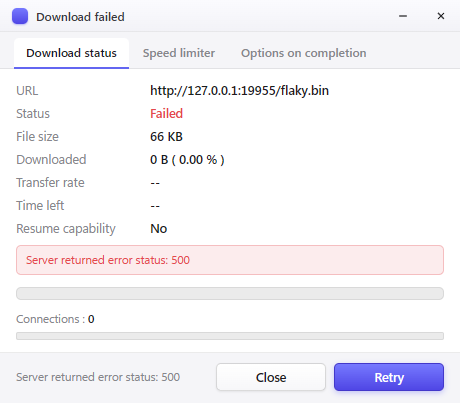 Download failed
Download status Speed limiter Options on completion
URL http://127.0.0.1:19955/flaky.bin
Status Failed
File size 66 KB
Downloaded 0 B ( 0.00 % )
Transfer rate --
Time left --
Resume capability No
Server returned error status: 500
Connections : 0
Server returned error status: 500 Close Retry